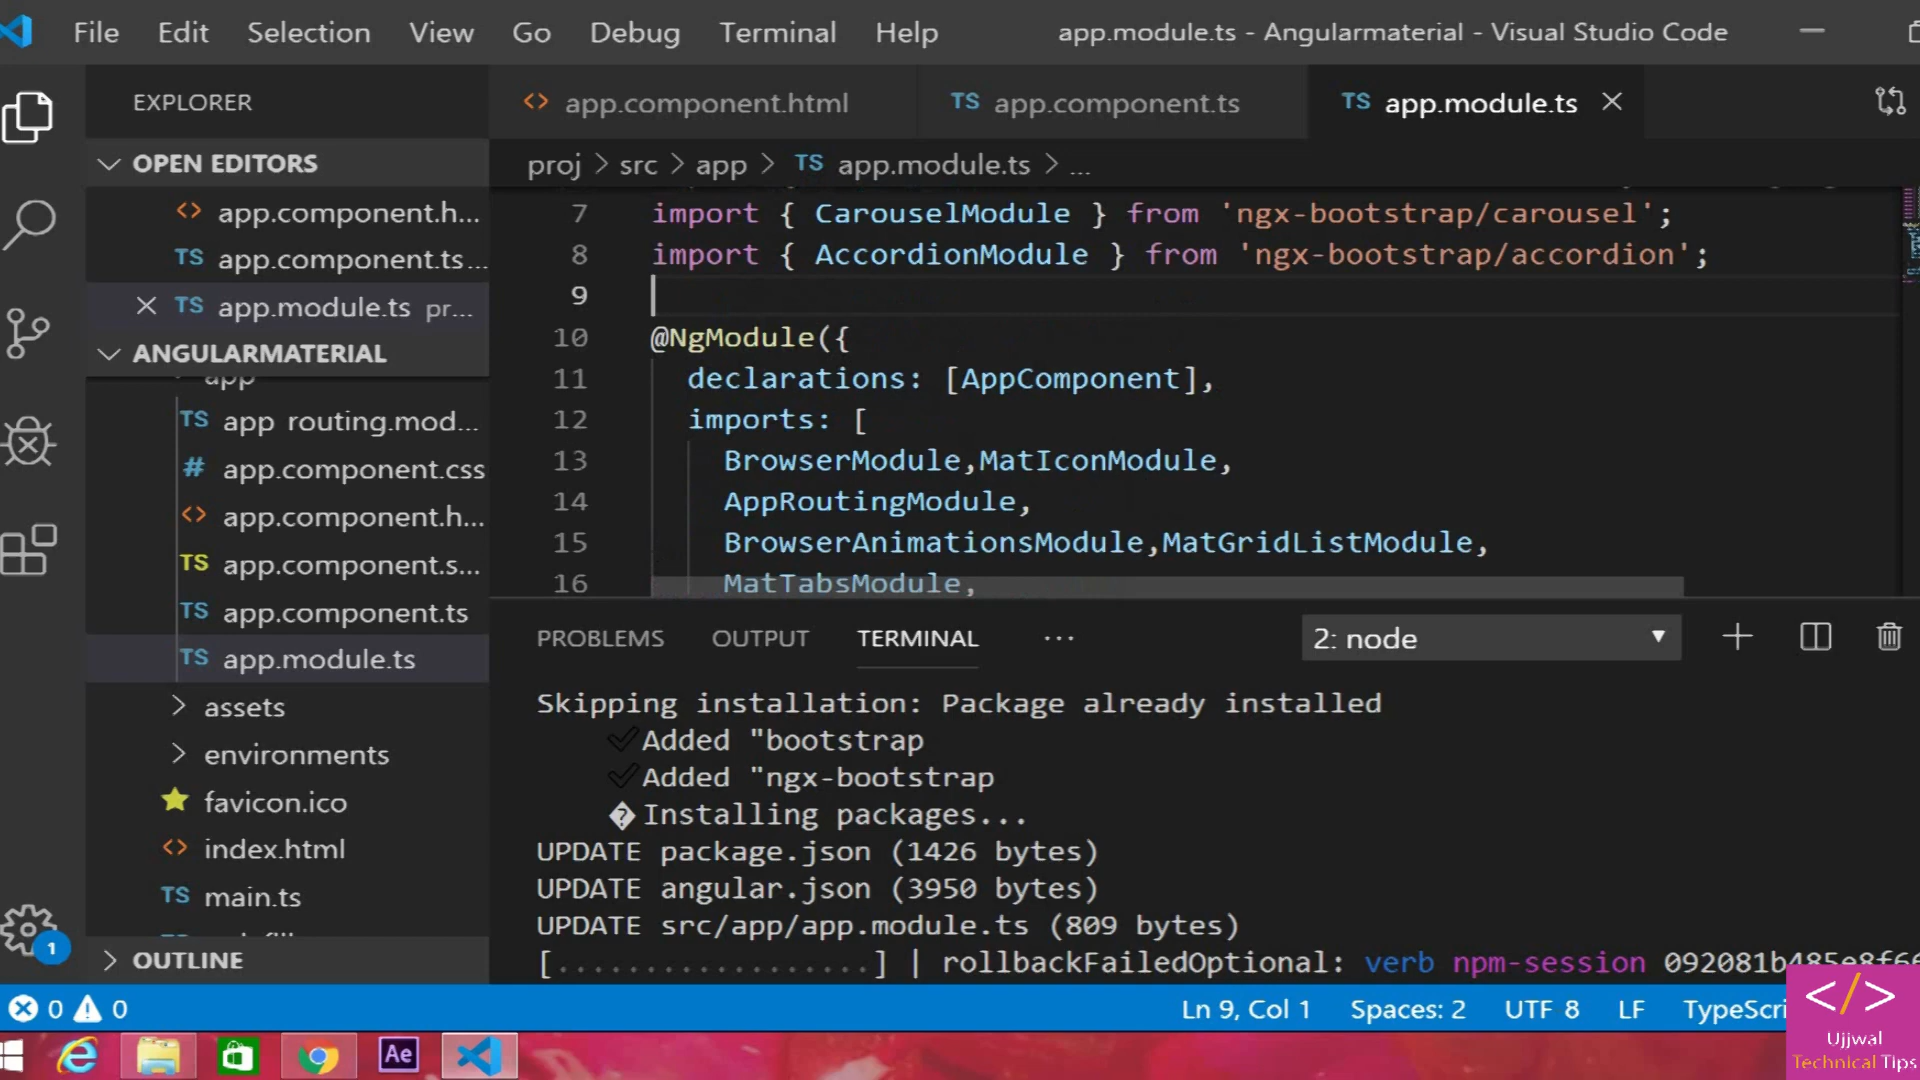 File Edit Selection View Go Debug Terminal Help app.module.ts - Angularmaterial - Visual Studio Code
EXPLORER
OPEN EDITORS
<> app.component.h...
TS app.component.ts...
TS app.module.ts pr...
ANGULARMATERIAL
app
TS app routing.mod...
# app.component.css
<> app.component.h...
TS app.component.s...
TS app.component.ts
TS app.module.ts
assets
environments
favicon.ico
<> index.html
TS main.ts
OUTLINE
<> app.component.html TS app.component.ts TS app.module.ts
proj > src > app > TS app.module.ts > ...
7 import { CarouselModule } from 'ngx-bootstrap/carousel';
8 import { AccordionModule } from 'ngx-bootstrap/accordion';
9
10 @NgModule({
11 declarations: [AppComponent],
12 imports: [
13 BrowserModule,MatIconModule,
14 AppRoutingModule,
15 BrowserAnimationsModule,MatGridListModule,
16 MatTabsModule,
PROBLEMS OUTPUT TERMINAL ... 2: node
Skipping installation: Package already installed
✓Added "bootstrap
✓Added "ngx-bootstrap
�Installing packages...
UPDATE package.json (1426 bytes)
UPDATE angular.json (3950 bytes)
UPDATE src/app/app.module.ts (809 bytes)
[..................] | rollbackFailedOptional: verb npm-session 092081b485e8f66
1
0 0 Ln 9, Col 1 Spaces: 2 UTF 8 LF TypeScri
Ae
</>
Ujjwal
Technical Tips